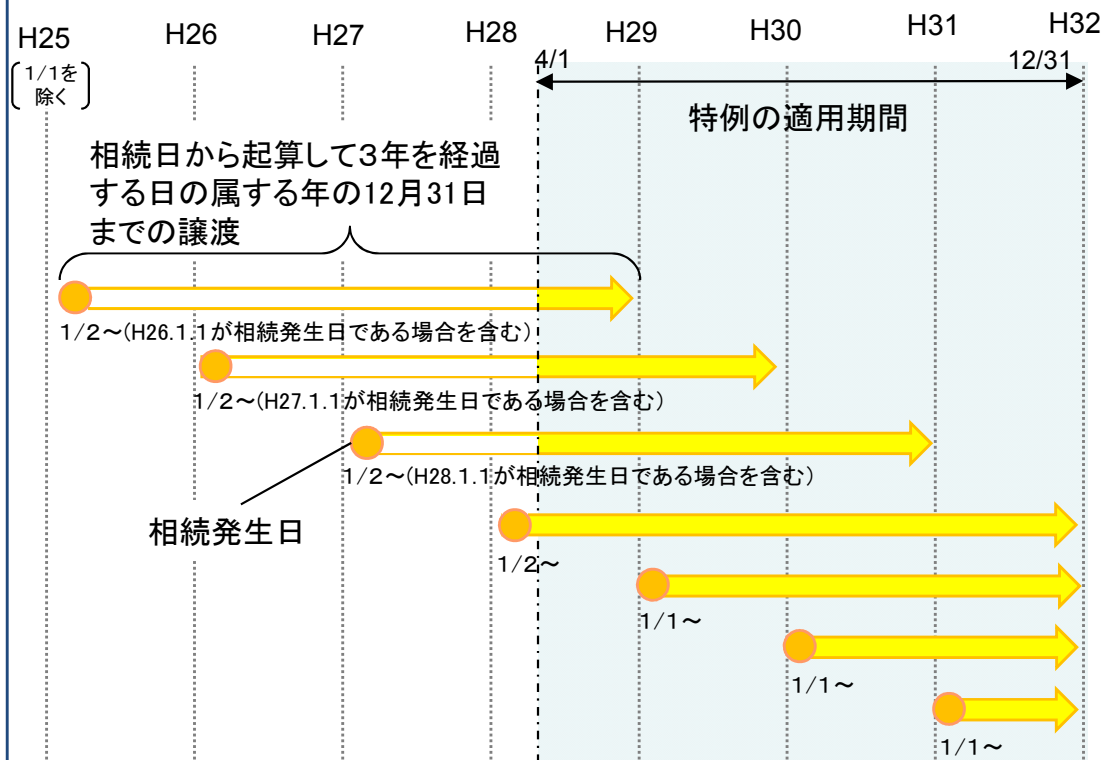 H25
H26
H27
H28
H29
H30
H31
H32
1/1を
除く
4/1
12/31
特例の適用期間
相続日から起算して3年を経過
する日の属する年の12月31日
までの譲渡
1/2～(H26.1.1が相続発生日である場合を含む)
1/2～(H27.1.1が相続発生日である場合を含む)
1/2～(H28.1.1が相続発生日である場合を含む)
相続発生日
1/2～
1/1～
1/1～
1/1～